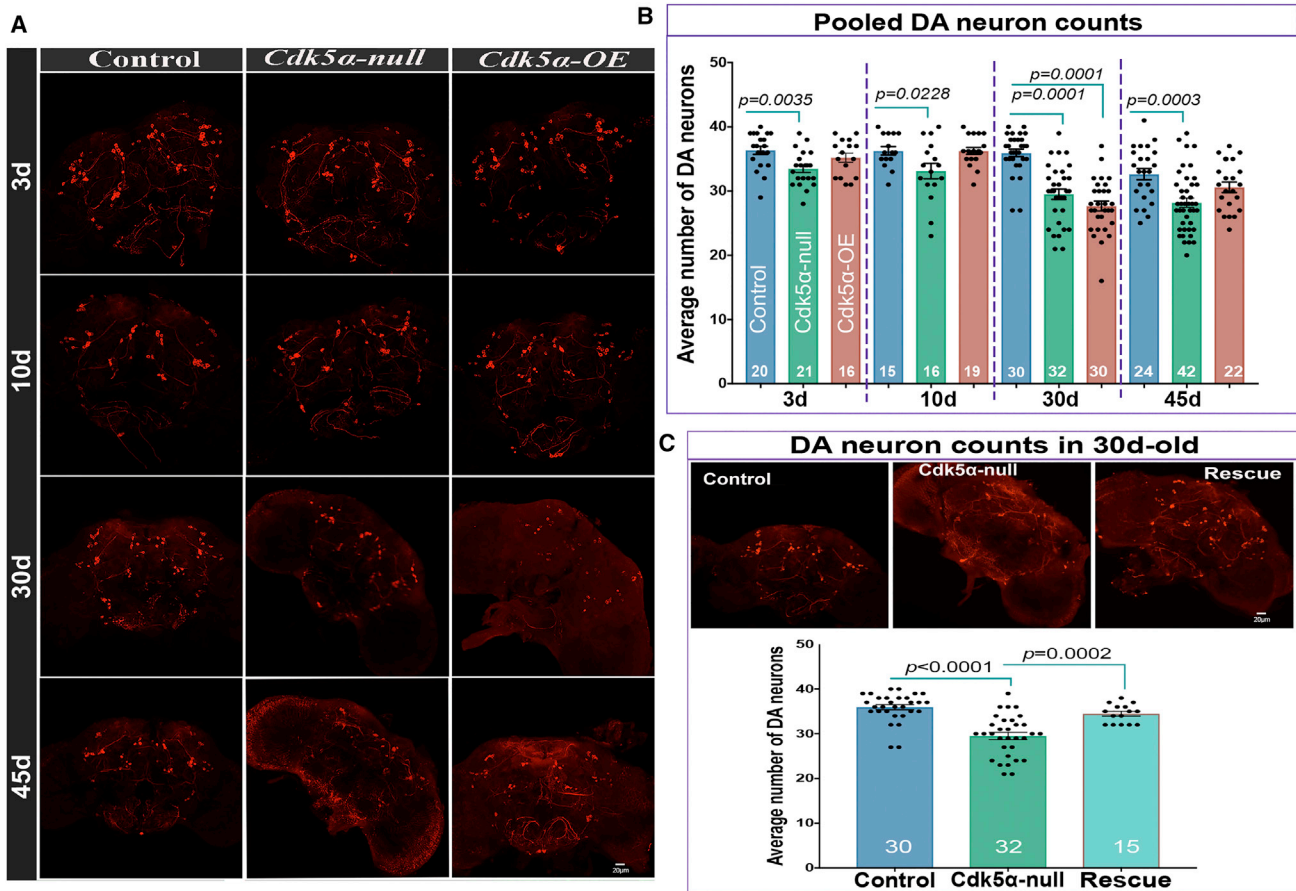 A
Control
Cdk5α-null
Cdk5α-OE
3d
10d
30d
45d
20µm
B
Pooled DA neuron counts
Average number of DA neurons
50
40
30
20
10
0
p=0.0035
p=0.0228
p=0.0001
p=0.0001
p=0.0003
Control
Cdk5α-null
Cdk5α-OE
20
21
16
15
16
19
30
32
30
24
42
22
3d
10d
30d
45d
C
DA neuron counts in 30d-old
Control
Cdk5α-null
Rescue
20µm
Average number of DA neurons
50
40
30
20
10
0
p<0.0001
p=0.0002
30
32
15
Control
Cdk5α-null
Rescue